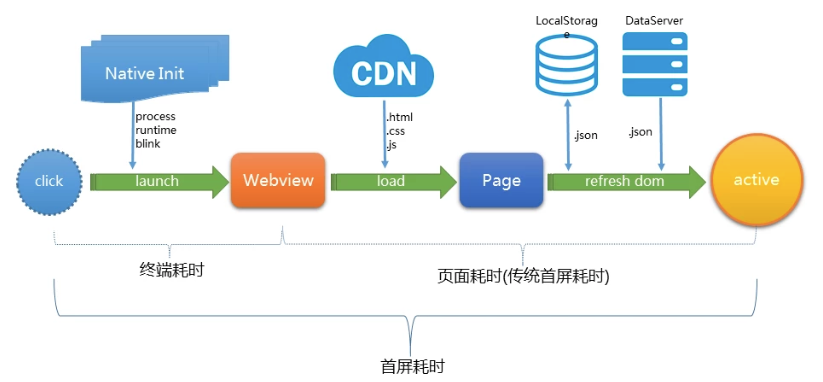 LocalStorag
e
DataServer
Native Init
CDN
process
runtime
blink
.html
.css
.js
.json
.json
click
launch
Webview
load
Page
refresh dom
active
终端耗时
页面耗时(传统首屏耗时)
首屏耗时